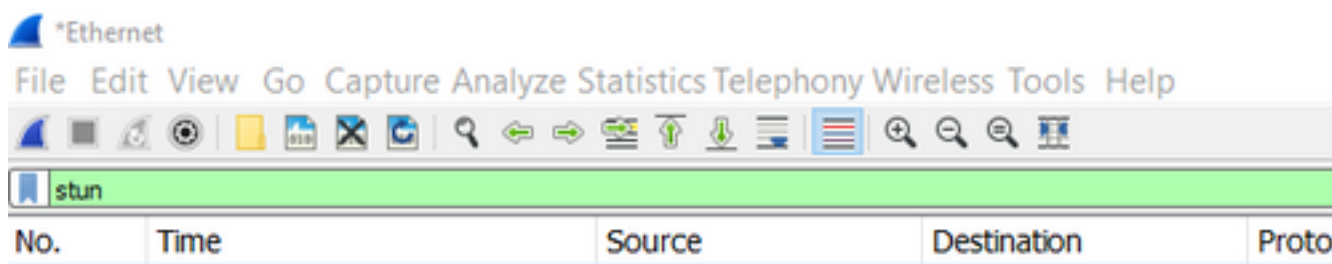 *Ethernet
File Edit View Go Capture Analyze Statistics Telephony Wireless Tools Help
stun
No. Time Source Destination Proto